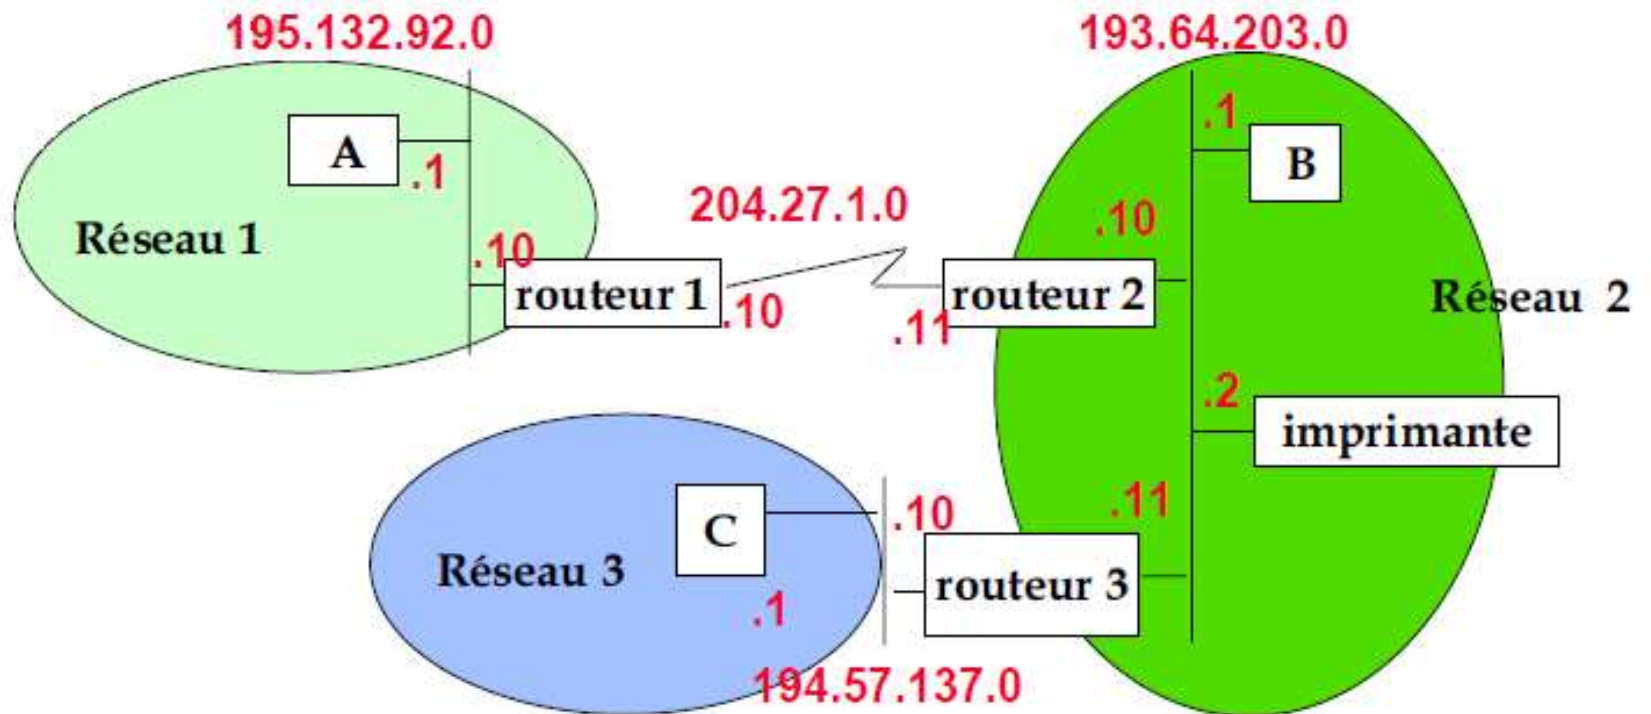 195.132.92.0
193.64.203.0
A
.1
.1
B
Réseau 1
204.27.1.0
.10
.10
routeur 1
.10
.11
routeur 2
Réseau 2
.2
imprimante
.11
C
.10
Réseau 3
routeur 3
.1
194.57.137.0